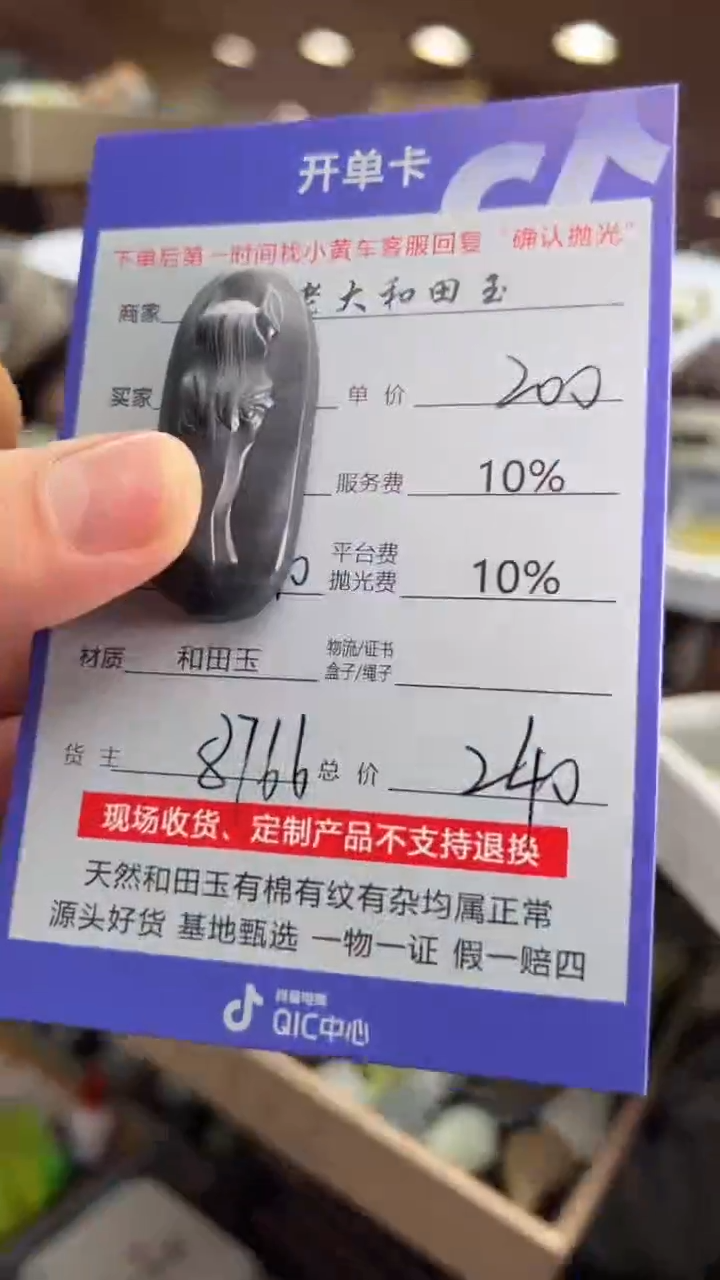 开单卡
下单后第一时间找小黄车客服回复“确认抛光”
商家 老大和田玉
买家 单价 200
服务费 10%
平台费
抛光费 10%
材质 和田玉 物流/证书
盒子/绳子
货主 8766 总价 240
现场收货、定制产品不支持退换
天然和田玉有棉有纹有杂均属正常
源头好货 基地甄选 一物一证 假一赔四
抖音电商
QIC中心